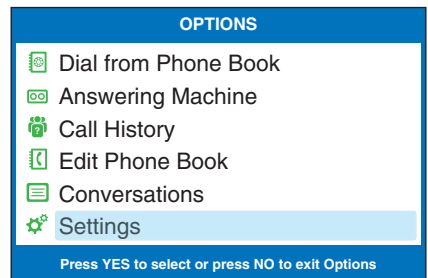 OPTIONS
Dial from Phone Book
Answering Machine
Call History
Edit Phone Book
Conversations
Settings
Press YES to select or press NO to exit Options